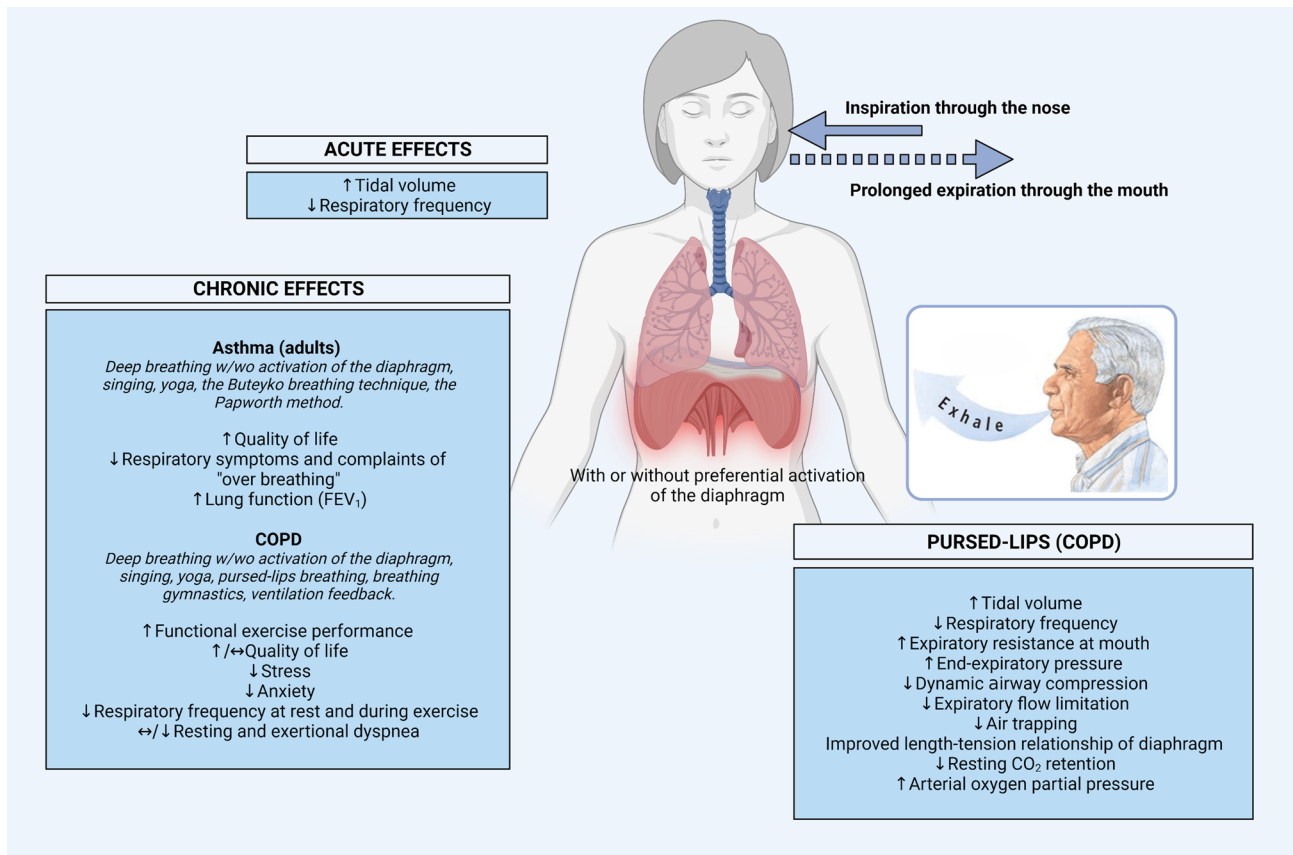 Inspiration through the nose
Prolonged expiration through the mouth
ACUTE EFFECTS
↑Tidal volume
↓Respiratory frequency
CHRONIC EFFECTS
Asthma (adults)
Deep breathing w/wo activation of the diaphragm,
singing, yoga, the Buteyko breathing technique, the
Papworth method.
↑Quality of life
↓Respiratory symptoms and complaints of
"over breathing"
↑Lung function (FEV₁)
COPD
Deep breathing w/wo activation of the diaphragm,
singing, yoga, pursed-lips breathing, breathing
gymnastics, ventilation feedback.
↑Functional exercise performance
↑/↔Quality of life
↓Stress
↓Anxiety
↓Respiratory frequency at rest and during exercise
↔/↓Resting and exertional dyspnea
With or without preferential activation
of the diaphragm
Exhale
PURSED-LIPS (COPD)
↑Tidal volume
↓Respiratory frequency
↑Expiratory resistance at mouth
↑End-expiratory pressure
↓Dynamic airway compression
↓Expiratory flow limitation
↓Air trapping
Improved length-tension relationship of diaphragm
↓Resting CO₂ retention
↑Arterial oxygen partial pressure